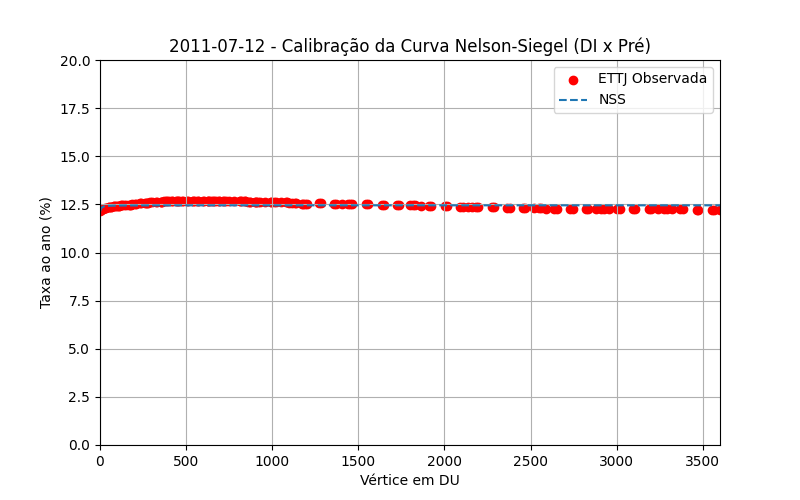 2011-07-12 - Calibração da Curva Nelson-Siegel (DI x Pré)
ETTJ Observada
NSS
20.0
17.5
15.0
12.5
10.0
7.5
5.0
2.5
0.0
Taxa ao ano (%)
0 500 1000 1500 2000 2500 3000 3500
Vértice em DU